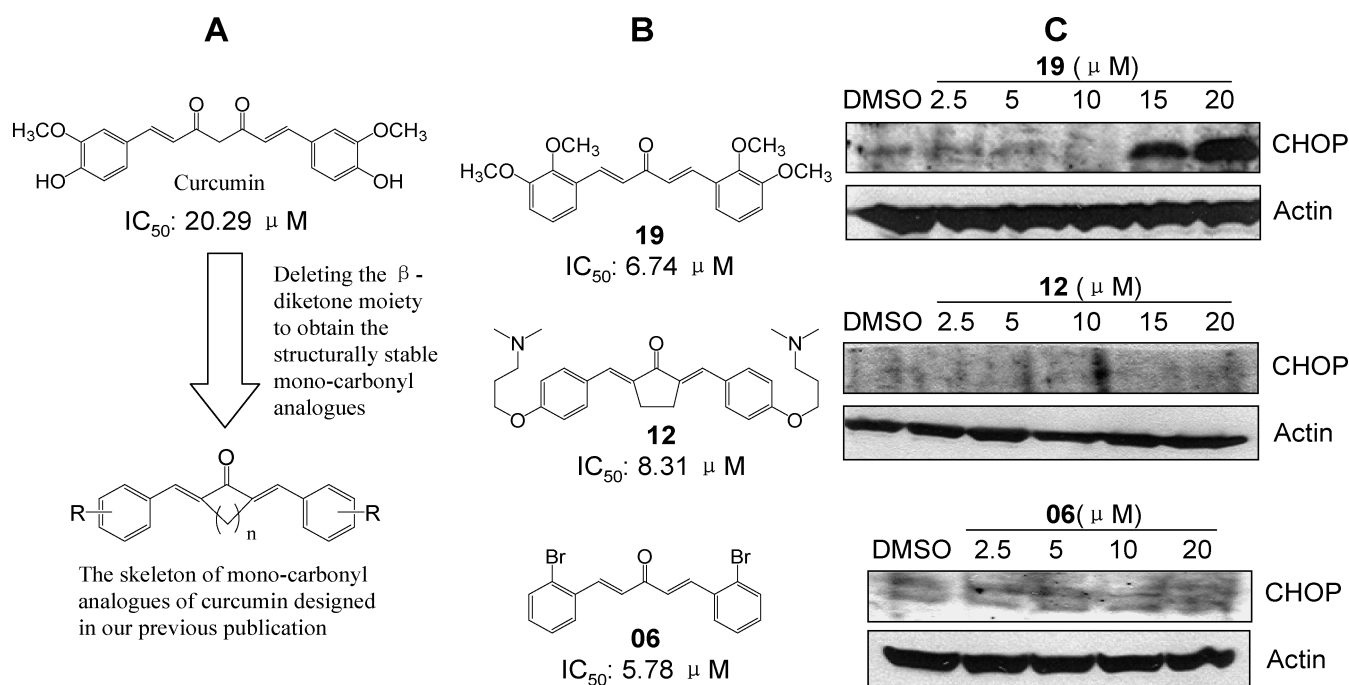 A
B
C
O
O
H3CO
OCH3
HO
Curcumin
OH
IC50: 20.29 μM
Deleting the β-
diketone moiety
to obtain the
structurally stable
mono-carbonyl
analogues
O
R
R
n
The skeleton of mono-carbonyl
analogues of curcumin designed
in our previous publication
OCH3
O
OCH3
H3CO
OCH3
19
IC50: 6.74 μM
N
N
O
O
O
12
IC50: 8.31 μM
Br
O
Br
06
IC50: 5.78 μM
19 (μM)
DMSO 2.5 5 10 15 20
CHOP
Actin
12 (μM)
DMSO 2.5 5 10 15 20
CHOP
Actin
06(μM)
DMSO 2.5 5 10 20
CHOP
Actin